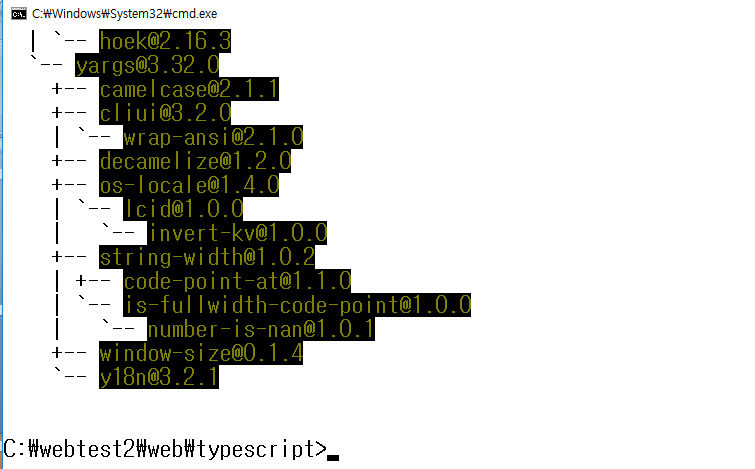 C:₩Windows₩System32₩cmd.exe
| `-- hoek@2.16.3
`-- yargs@3.32.0
  +-- camelcase@2.1.1
  +-- cliui@3.2.0
  | `-- wrap-ansi@2.1.0
  +-- decamelize@1.2.0
  +-- os-locale@1.4.0
  | `-- lcid@1.0.0
  |   `-- invert-kv@1.0.0
  +-- string-width@1.0.2
  | +-- code-point-at@1.1.0
  | `-- is-fullwidth-code-point@1.0.0
  |   `-- number-is-nan@1.0.1
  +-- window-size@0.1.4
  `-- y18n@3.2.1
C:₩webtest2₩web₩typescript>